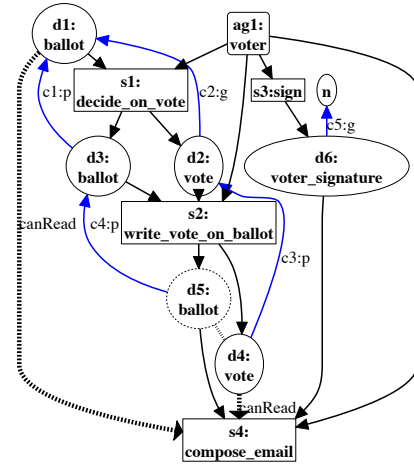 d1:
ballot
ag1:
voter
s1:
decide_on_vote
c1:p
c2:g
s3:sign
n
c5:g
d3:
ballot
d2:
vote
d6:
voter_signature
s2:
write_vote_on_ballot
canRead
c4:p
c3:p
d5:
ballot
d4:
vote
canRead
s4:
compose_email